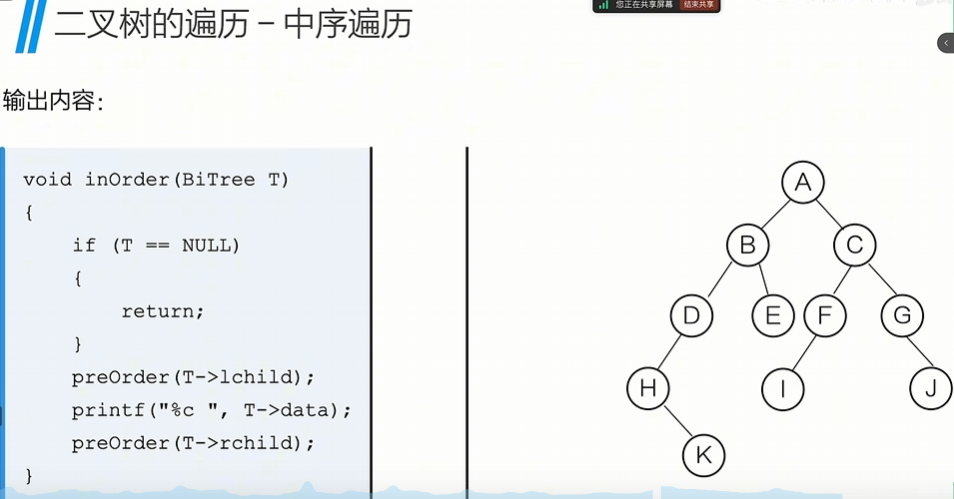 您正在共享屏幕 结束共享
二叉树的遍历 – 中序遍历
输出内容：
void inOrder(BiTree T)
{
    if (T == NULL)
    {
        return;
    }
    preOrder(T->lchild);
    printf("%c ", T->data);
    preOrder(T->rchild);
}
A
B C
D E F G
H I J
K